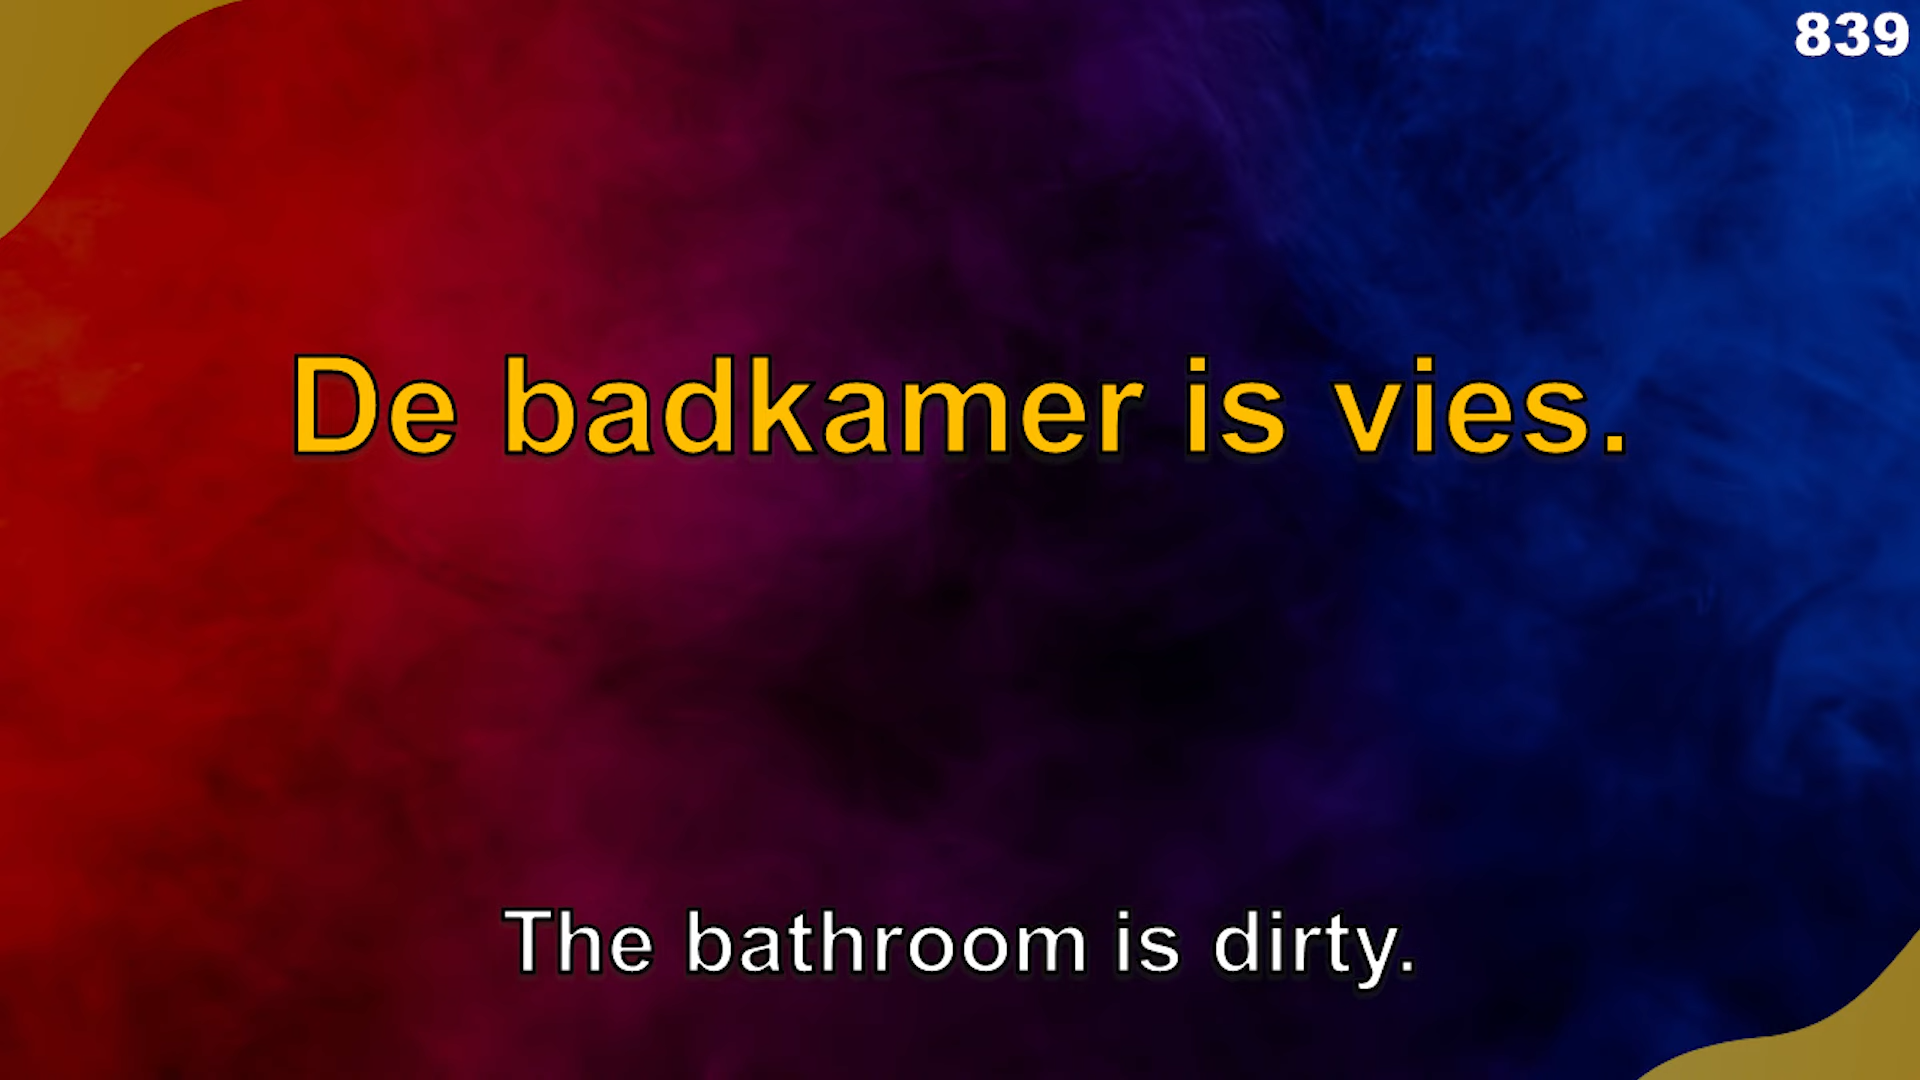 839
De badkamer is vies.
The bathroom is dirty.